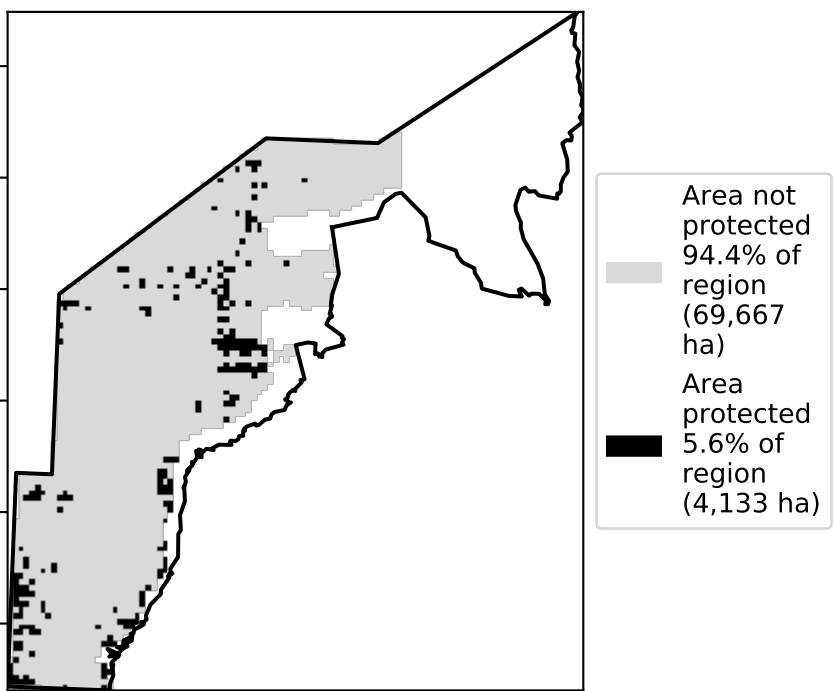 Area not
protected
94.4% of
region
(69,667
ha)
Area
protected
5.6% of
region
(4,133 ha)